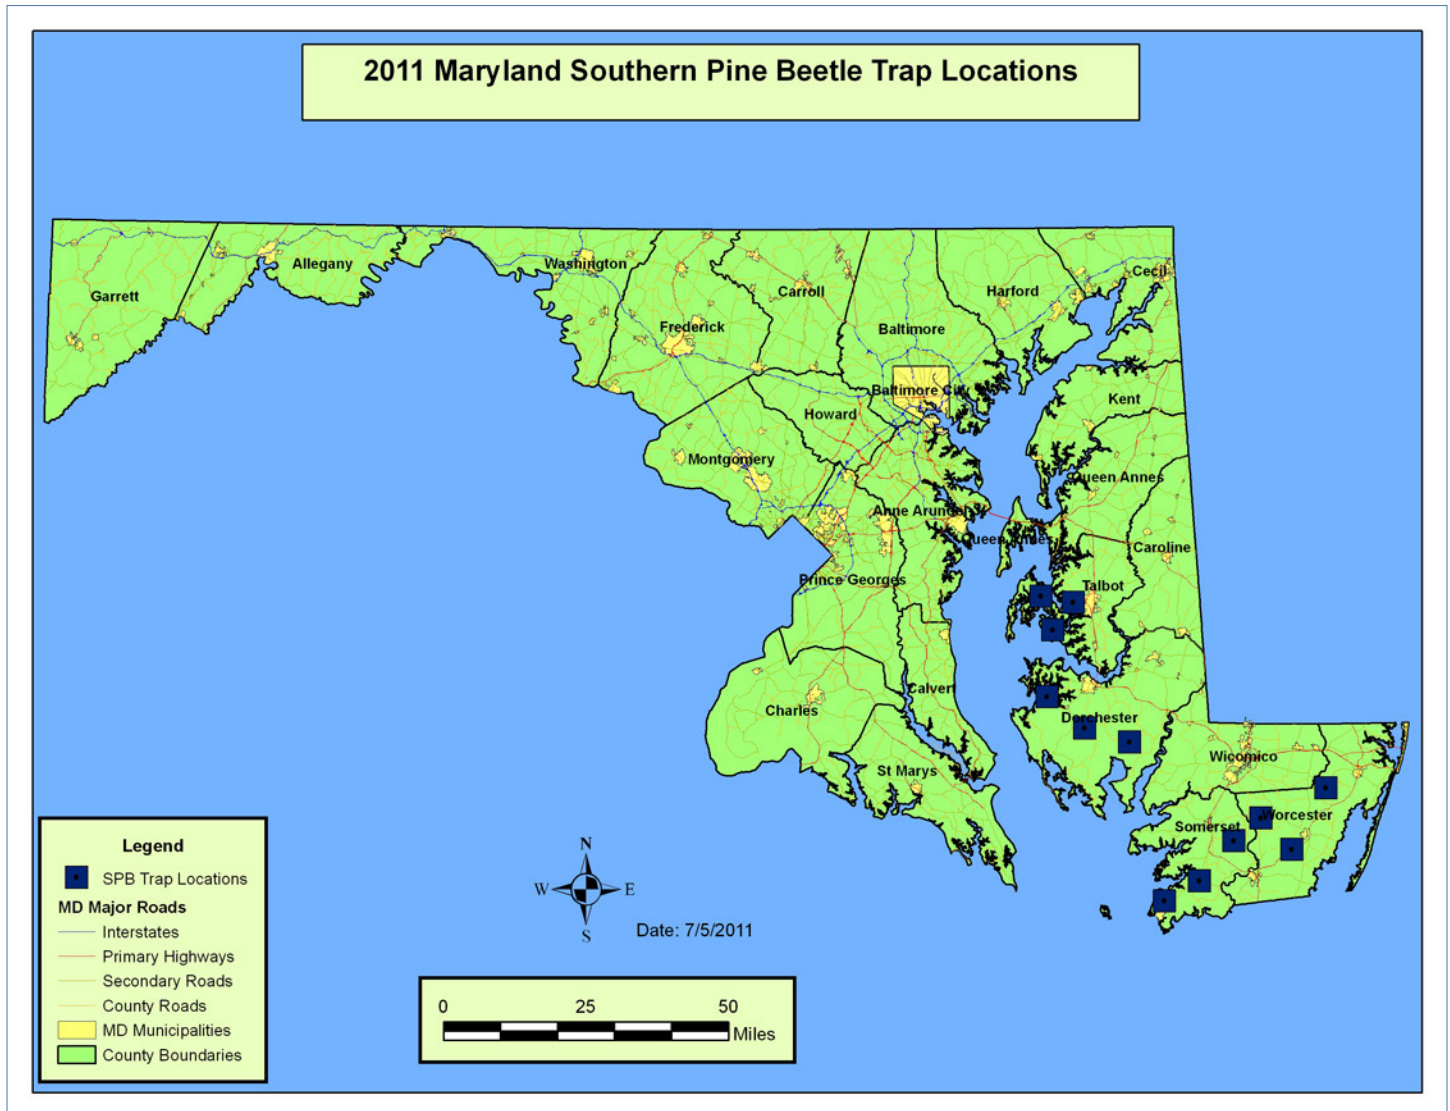 2011 Maryland Southern Pine Beetle Trap Locations
Garrett
Allegany
Washington
Frederick
Carroll
Baltimore
Harford
Cecil
Baltimore City
Howard
Kent
Montgomery
Queen Annes
Anne Arundel
Queen Annes
Caroline
Prince Georges
Talbot
Charles
Calvert
Dorchester
St Marys
Wicomico
Somerset
Worcester
Legend
SPB Trap Locations
MD Major Roads
Interstates
Primary Highways
Secondary Roads
County Roads
MD Municipalities
County Boundaries
N
W
E
S
Date: 7/5/2011
0 25 50
Miles